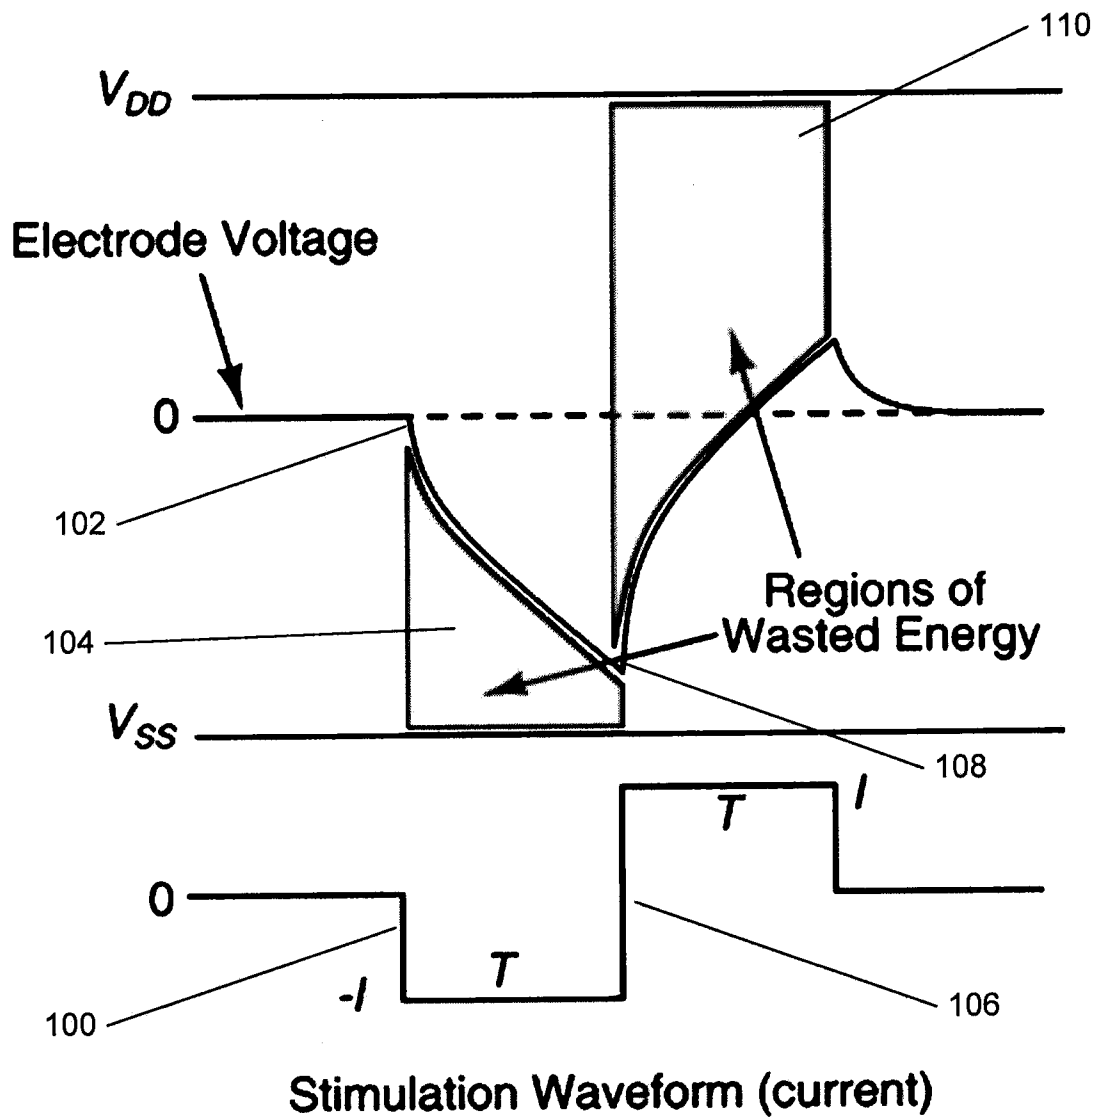 110
V_DD
Electrode Voltage
0
102
104
Regions of
Wasted Energy
V_SS
108
I
T
0
T
-I
106
100
Stimulation Waveform (current)